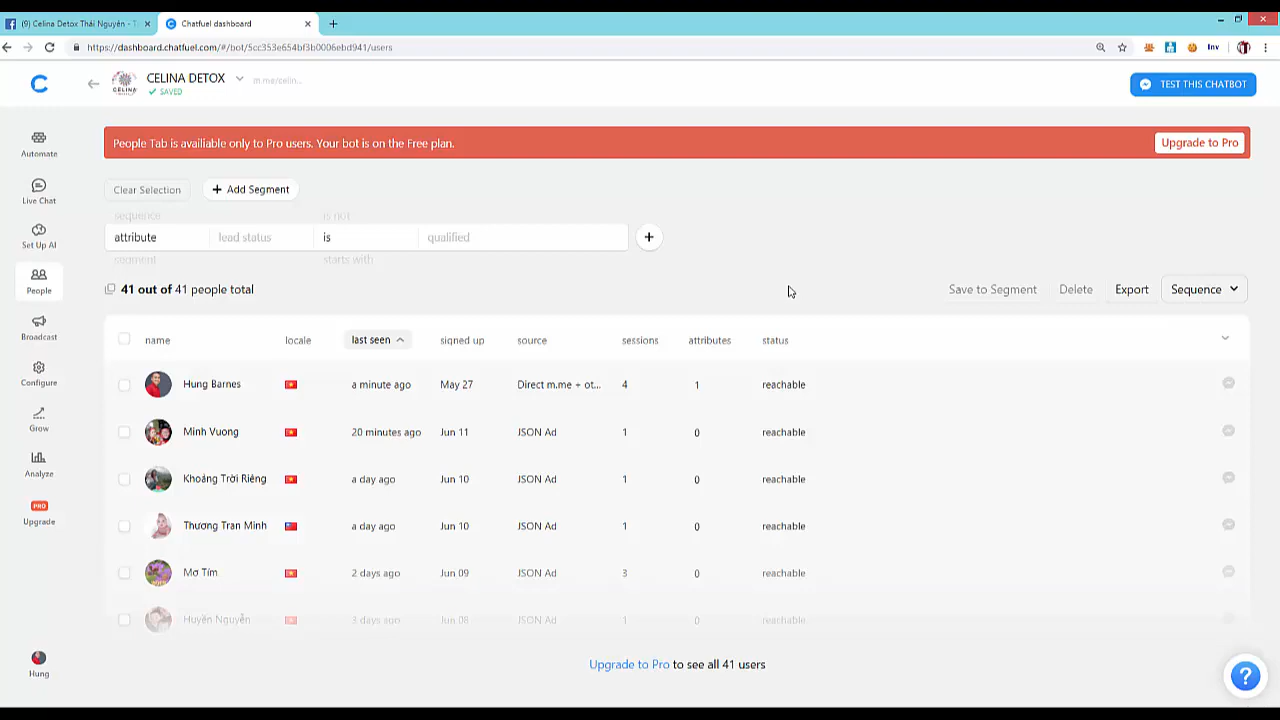 (9) Celina Detox Thái Nguyên - T
Chatfuel dashboard
https://dashboard.chatfuel.com/#/bot/5cc353e654bf3b0006ebd941/users
Inv
CELINA DETOX
m.me/celin...
SAVED
TEST THIS CHATBOT
Automate
Live Chat
Set Up AI
People
Broadcast
Configure
Grow
Analyze
PRO
Upgrade
Hung
People Tab is available only to Pro users. Your bot is on the Free plan.
Upgrade to Pro
Clear Selection
+ Add Segment
sequence is not
attribute lead status is qualified
segment starts with
41 out of 41 people total
Save to Segment Delete Export Sequence
name locale last seen signed up source sessions attributes status
Hung Barnes a minute ago May 27 Direct m.me + ot... 4 1 reachable
Minh Vuong 20 minutes ago Jun 11 JSON Ad 1 0 reachable
Khoảng Trời Riêng a day ago Jun 10 JSON Ad 1 0 reachable
Thương Tran Minh a day ago Jun 10 JSON Ad 1 0 reachable
Mơ Tím 2 days ago Jun 09 JSON Ad 3 0 reachable
Huyền Nguyễn 3 days ago Jun 08 JSON Ad 1 0 reachable
Upgrade to Pro to see all 41 users
?